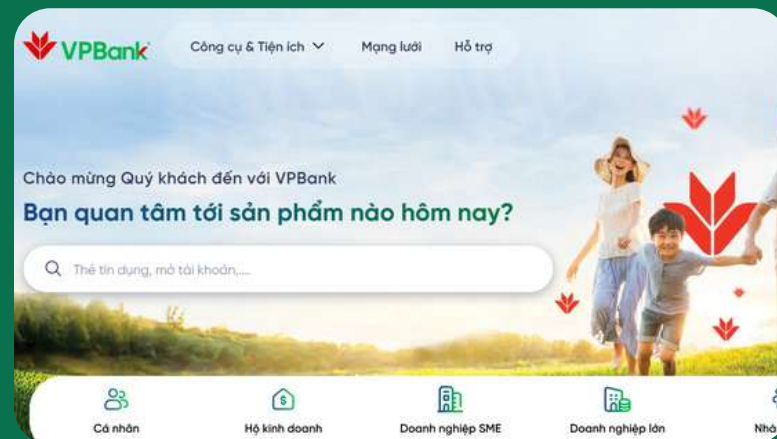 VPBank
Công cụ & Tiện ích
Mạng lưới
Hỗ trợ
Chào mừng Quý khách đến với VPBank
Bạn quan tâm tới sản phẩm nào hôm nay?
Thẻ tín dụng, mở tài khoản,....
Cá nhân
Hộ kinh doanh
Doanh nghiệp SME
Doanh nghiệp lớn
Nhà